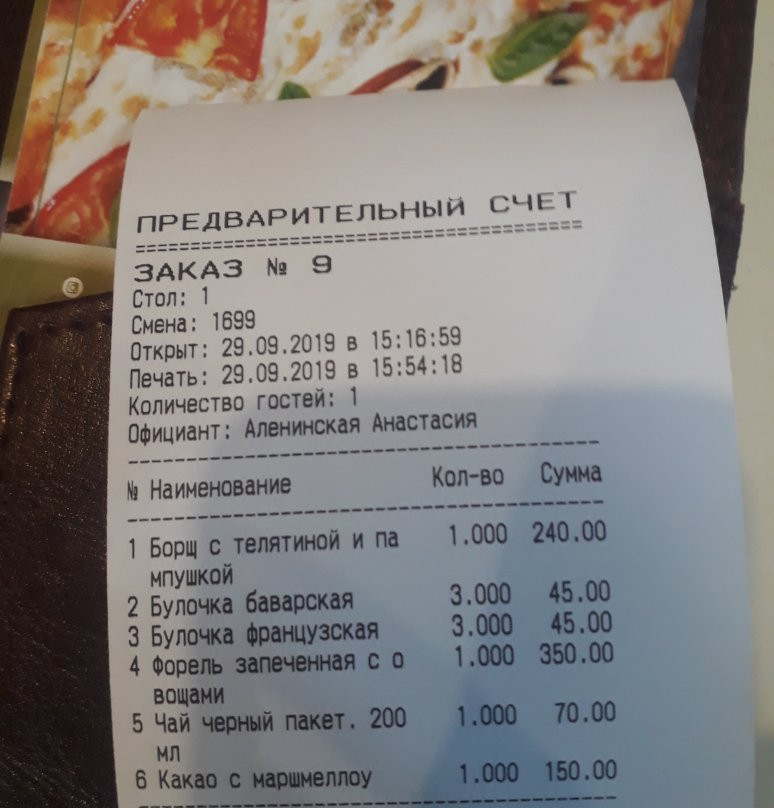 ПРЕДВАРИТЕЛЬНЫЙ СЧЕТ
========================================
ЗАКАЗ № 9
Стол: 1
Смена: 1699
Открыт: 29.09.2019 в 15:16:59
Печать: 29.09.2019 в 15:54:18
Количество гостей: 1
Официант: Аленинская Анастасия
----------------------------------------
№ Наименование Кол-во Сумма
----------------------------------------
1 Борщ с телятиной и па 1.000 240.00
мпушкой
2 Булочка баварская 3.000 45.00
3 Булочка французская 3.000 45.00
4 Форель запеченная с о 1.000 350.00
вощами
5 Чай черный пакет. 200 1.000 70.00
мл
6 Какао с маршмеллоу 1.000 150.00
----------------------------------------